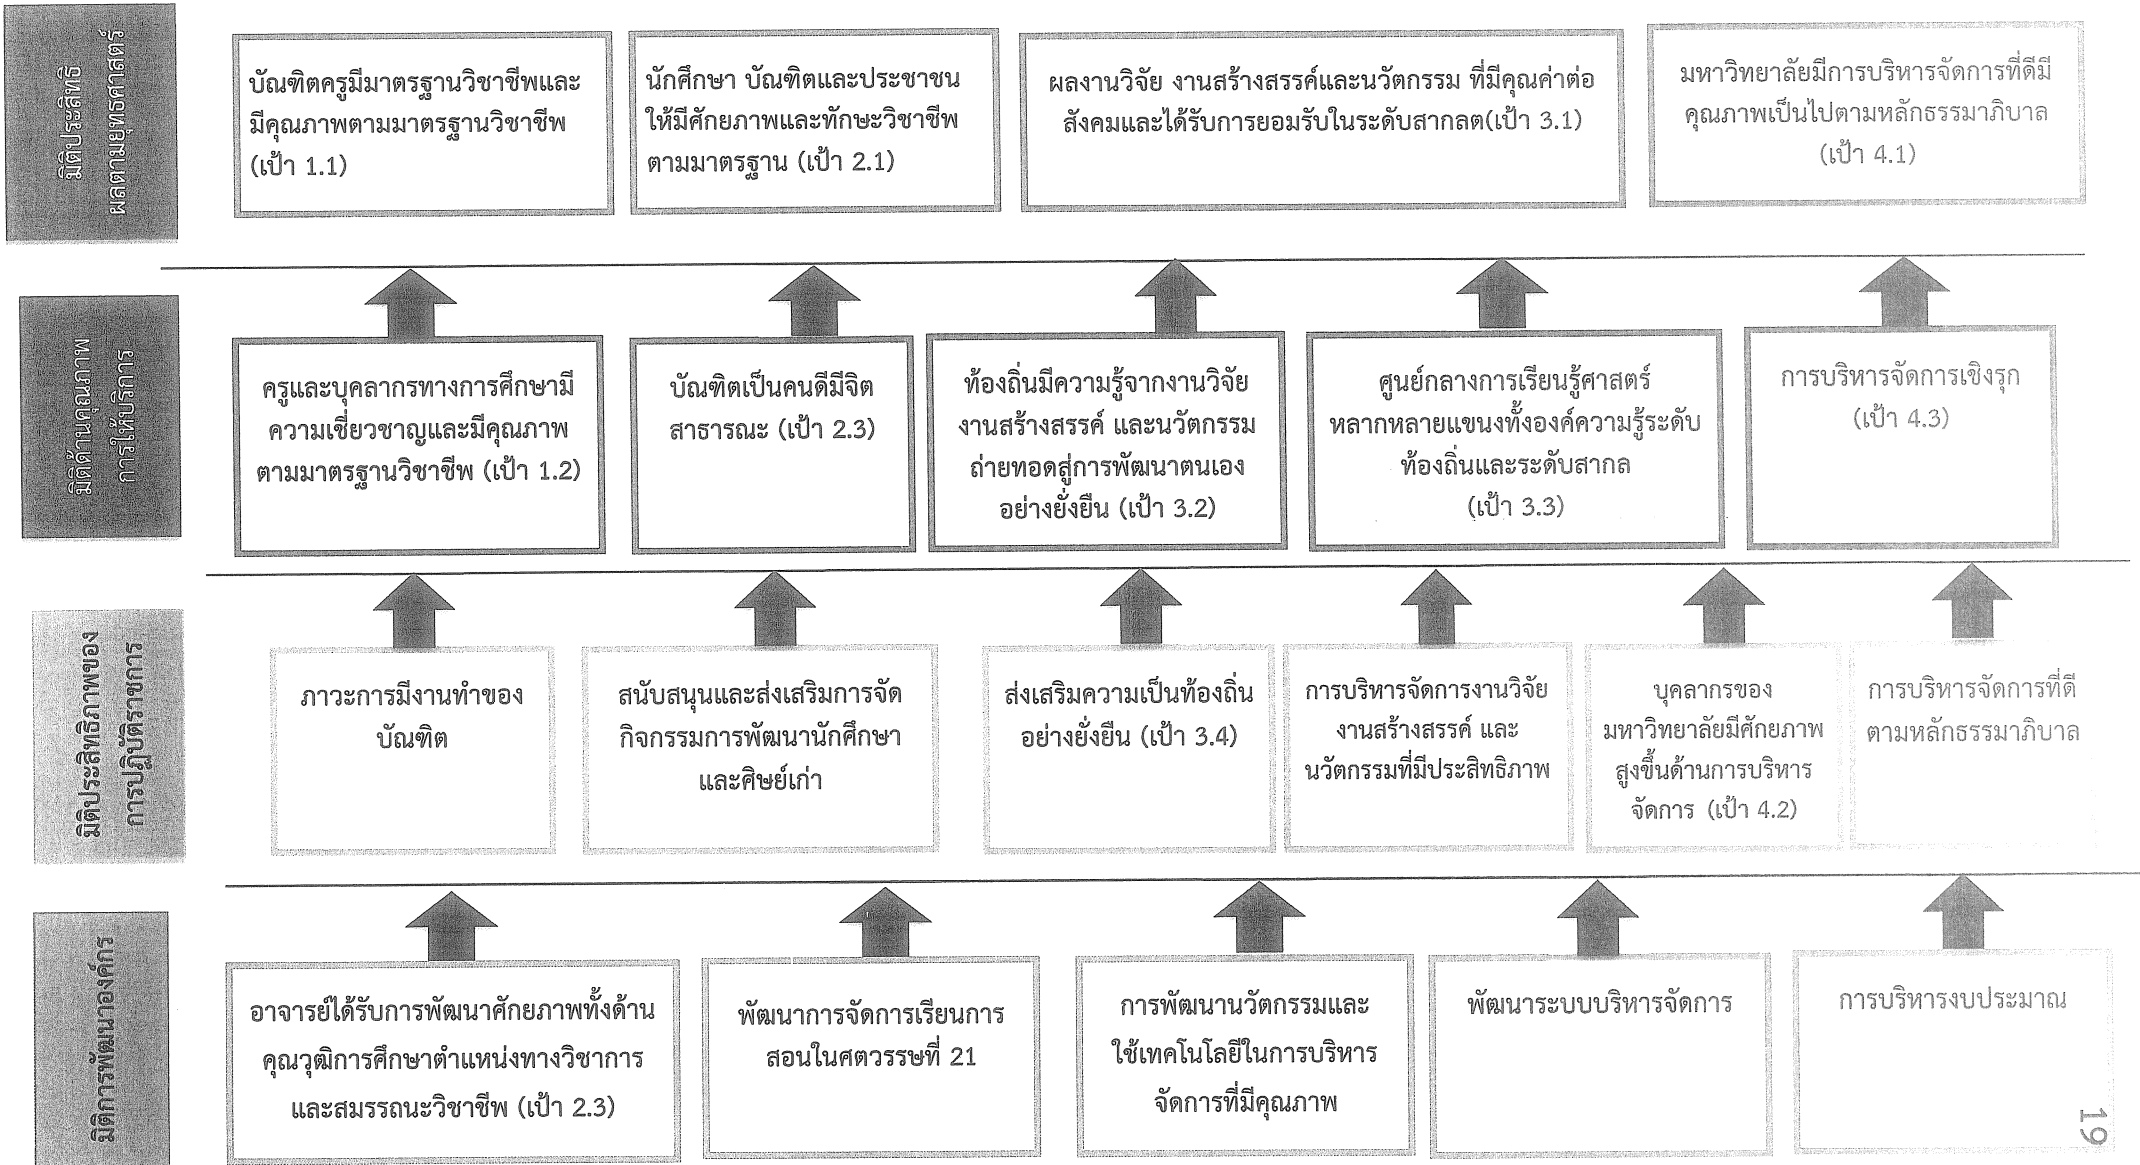 มิติประสิทธิ
ผลตามยุทธศาสตร์
บัณฑิตครูมีมาตรฐานวิชาชีพและ
มีคุณภาพตามมาตรฐานวิชาชีพ
(เป้า 1.1)
นักศึกษา บัณฑิตและประชาชน
ให้มีศักยภาพและทักษะวิชาชีพ
ตามมาตรฐาน (เป้า 2.1)
ผลงานวิจัย งานสร้างสรรค์และนวัตกรรม ที่มีคุณค่าต่อ
สังคมและได้รับการยอมรับในระดับสากลต(เป้า 3.1)
มหาวิทยาลัยมีการบริหารจัดการที่ดีมี
คุณภาพเป็นไปตามหลักธรรมาภิบาล
(เป้า 4.1)
มิติด้านคุณภาพ
การให้บริการ
ครูและบุคลากรทางการศึกษามี
ความเชี่ยวชาญและมีคุณภาพ
ตามมาตรฐานวิชาชีพ (เป้า 1.2)
บัณฑิตเป็นคนดีมีจิต
สาธารณะ (เป้า 2.3)
ท้องถิ่นมีความรู้จากงานวิจัย
งานสร้างสรรค์ และนวัตกรรม
ถ่ายทอดสู่การพัฒนาตนเอง
อย่างยั่งยืน (เป้า 3.2)
ศูนย์กลางการเรียนรู้ศาสตร์
หลากหลายแขนงทั้งองค์ความรู้ระดับ
ท้องถิ่นและระดับสากล
(เป้า 3.3)
การบริหารจัดการเชิงรุก
(เป้า 4.3)
มิติประสิทธิภาพของ
การปฏิบัติราชการ
ภาวะการมีงานทำของ
บัณฑิต
สนับสนุนและส่งเสริมการจัด
กิจกรรมการพัฒนานักศึกษา
และศิษย์เก่า
ส่งเสริมความเป็นท้องถิ่น
อย่างยั่งยืน (เป้า 3.4)
การบริหารจัดการงานวิจัย
งานสร้างสรรค์ และ
นวัตกรรมที่มีประสิทธิภาพ
บุคลากรของ
มหาวิทยาลัยมีศักยภาพ
สูงขึ้นด้านการบริหาร
จัดการ (เป้า 4.2)
การบริหารจัดการที่ดี
ตามหลักธรรมาภิบาล
มิติการพัฒนาองค์กร
อาจารย์ได้รับการพัฒนาศักยภาพทั้งด้าน
คุณวุฒิการศึกษาตำแหน่งทางวิชาการ
และสมรรถนะวิชาชีพ (เป้า 2.3)
พัฒนาการจัดการเรียนการ
สอนในศตวรรษที่ 21
การพัฒนานวัตกรรมและ
ใช้เทคโนโลยีในการบริหาร
จัดการที่มีคุณภาพ
พัฒนาระบบบริหารจัดการ
การบริหารงบประมาณ
19